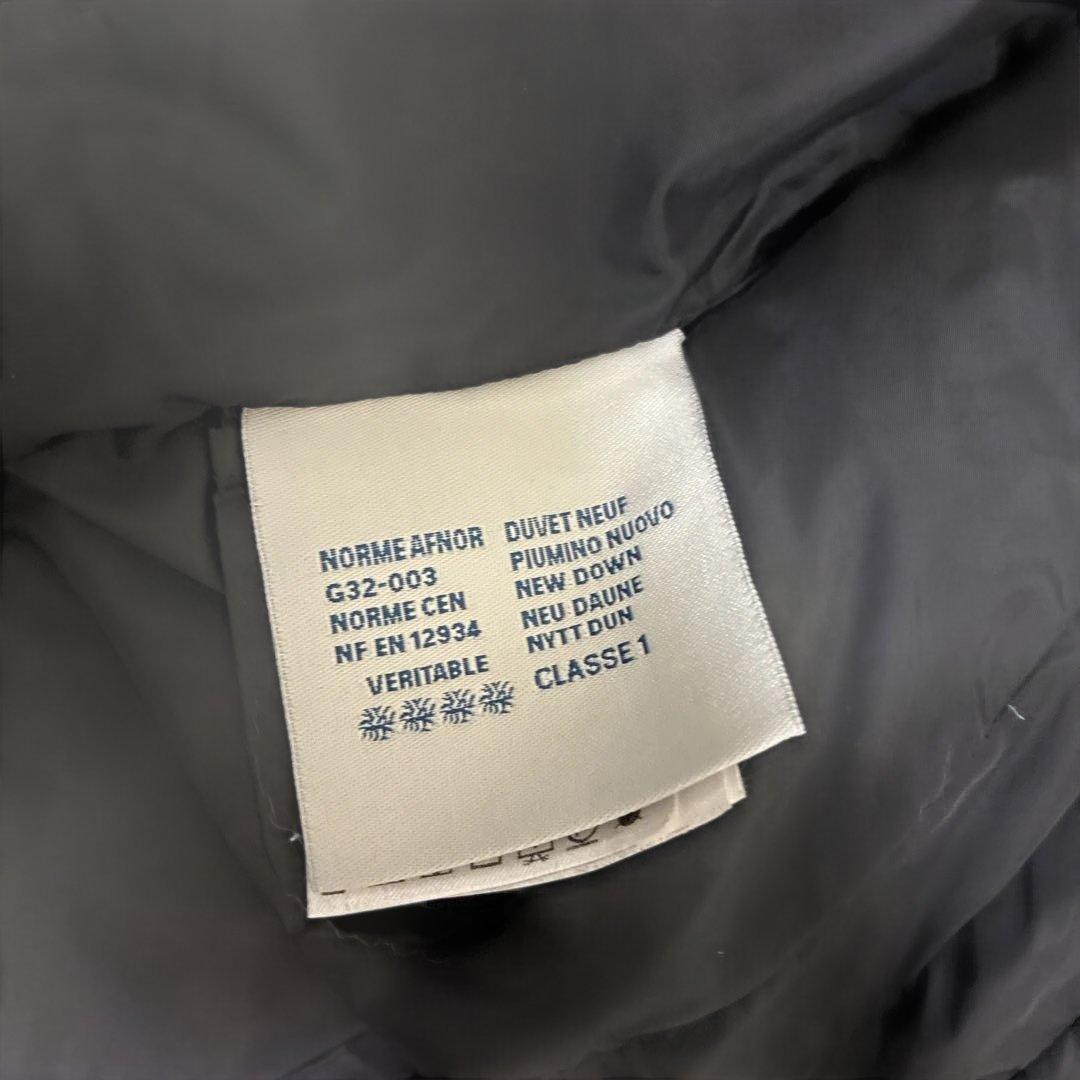 NORME AFNOR
G32-003
NORME CEN
NF EN 12934
VERITABLE
DUVET NEUF
PIUMINO NUOVO
NEW DOWN
NEU DAUNE
NYTT DUN
CLASSE 1